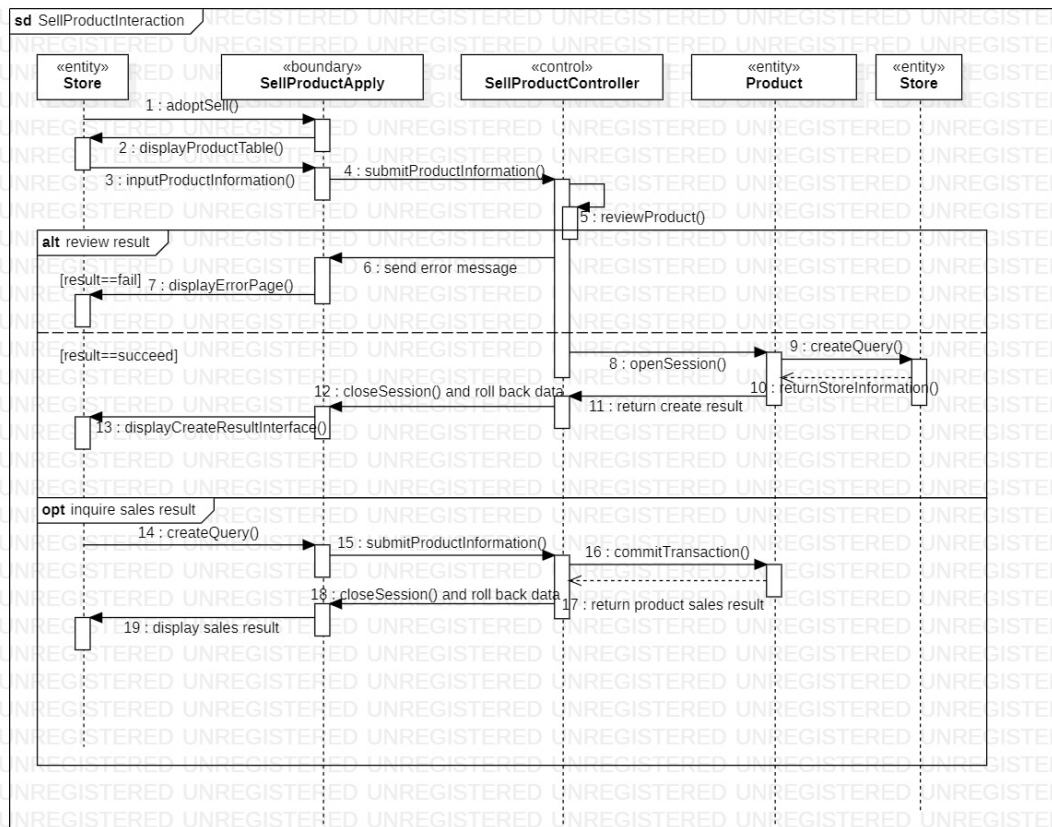 sd SellProductInteraction
«entity»
Store
«boundary»
SellProductApply
«control»
SellProductController
«entity»
Product
«entity»
Store
1 : adoptSell()
2 : displayProductTable()
3 : inputProductInformation()
4 : submitProductInformation()
5 : reviewProduct()
alt review result
6 : send error message
[result==fail]
7 : displayErrorPage()
[result==succeed]
8 : openSession()
9 : createQuery()
10 : returnStoreInformation()
11 : return create result
12 : closeSession() and roll back data
13 : displayCreateResultInterface()
opt inquire sales result
14 : createQuery()
15 : submitProductInformation()
16 : commitTransaction()
17 : return product sales result
18 : closeSession() and roll back data
19 : display sales result
UNREGISTERED